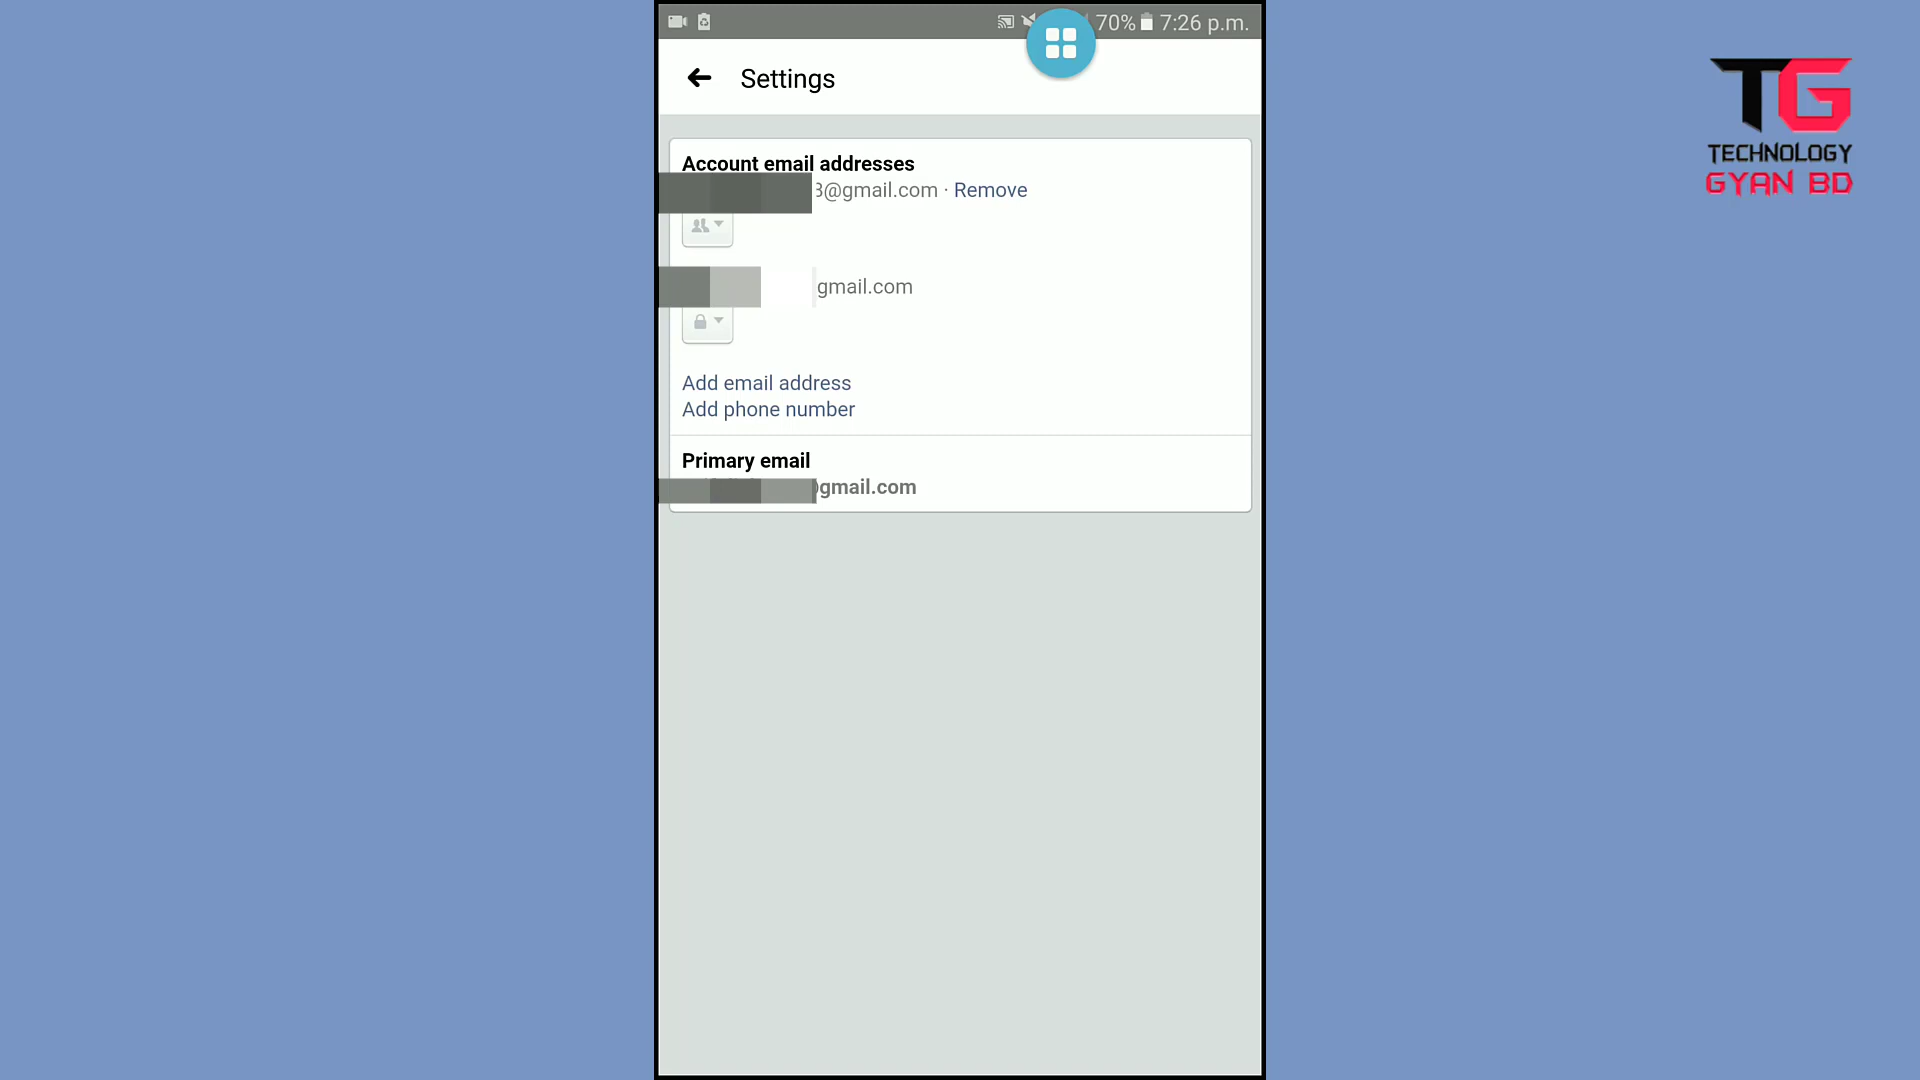 70% 7:26 p.m.
Settings
TG
TECHNOLOGY
GYAN BD
Account email addresses
3@gmail.com · Remove
gmail.com
Add email address
Add phone number
Primary email
@gmail.com